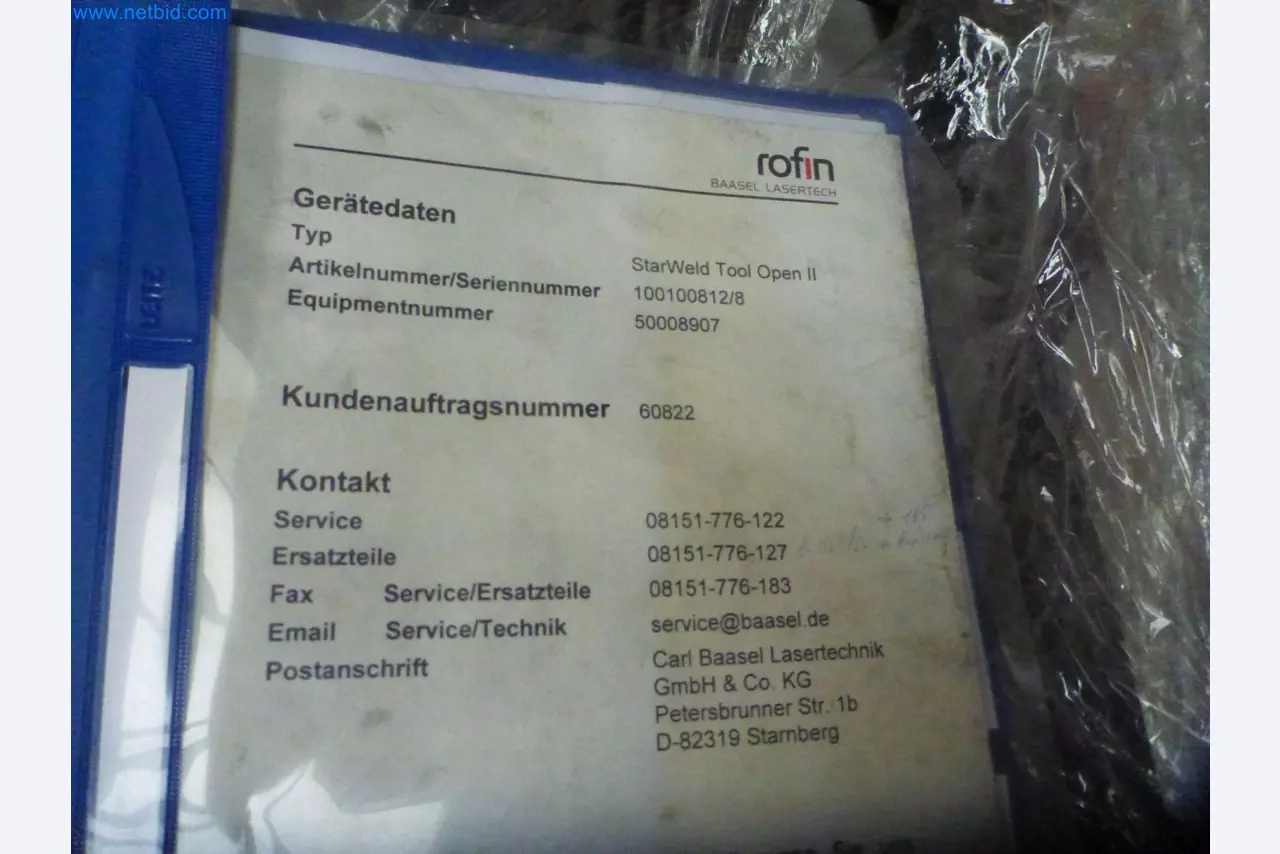 www.netbid.com
rofin
BAASEL LASERTECH
Gerätedaten
Typ StarWeld Tool Open II
Artikelnummer/Seriennummer 100100812/8
Equipmentnummer 50008907
Kundenauftragsnummer 60822
Kontakt
Service 08151-776-122
Ersatzteile 08151-776-127
Fax Service/Ersatzteile 08151-776-183
Email Service/Technik service@baasel.de
Postanschrift Carl Baasel Lasertechnik
GmbH & Co. KG
Petersbrunner Str. 1b
D-82319 Starnberg